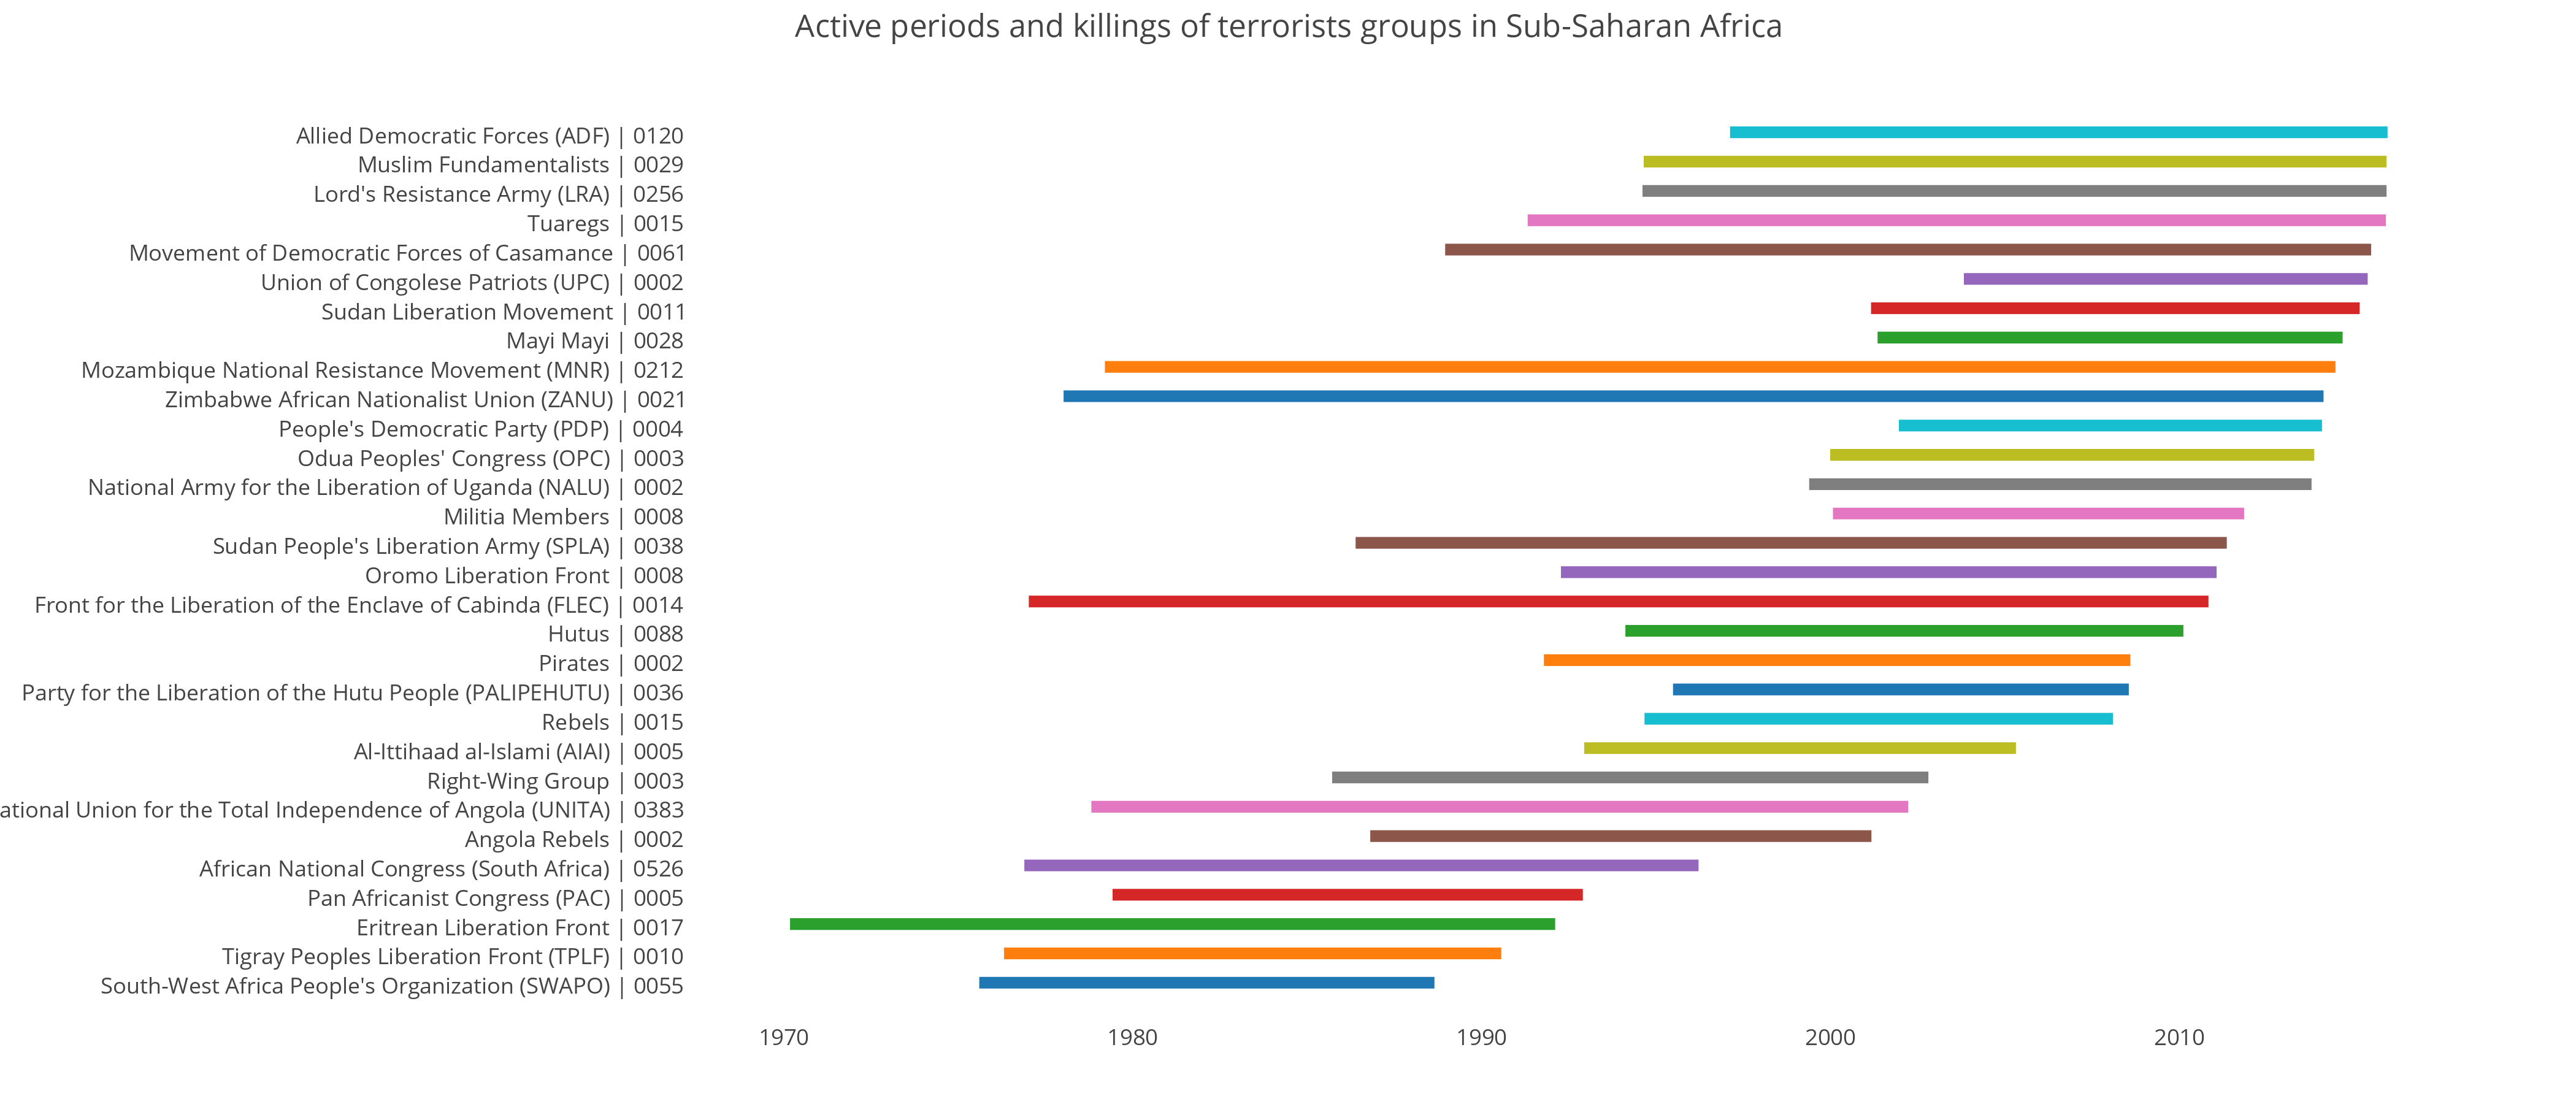 Active periods and killings of terrorists groups in Sub-Saharan Africa
Allied Democratic Forces (ADF) | 0120
Muslim Fundamentalists | 0029
Lord's Resistance Army (LRA) | 0256
Tuaregs | 0015
Movement of Democratic Forces of Casamance | 0061
Union of Congolese Patriots (UPC) | 0002
Sudan Liberation Movement | 0011
Mayi Mayi | 0028
Mozambique National Resistance Movement (MNR) | 0212
Zimbabwe African Nationalist Union (ZANU) | 0021
People's Democratic Party (PDP) | 0004
Odua Peoples' Congress (OPC) | 0003
National Army for the Liberation of Uganda (NALU) | 0002
Militia Members | 0008
Sudan People's Liberation Army (SPLA) | 0038
Oromo Liberation Front | 0008
Front for the Liberation of the Enclave of Cabinda (FLEC) | 0014
Hutus | 0088
Pirates | 0002
Party for the Liberation of the Hutu People (PALIPEHUTU) | 0036
Rebels | 0015
Al-Ittihaad al-Islami (AIAI) | 0005
Right-Wing Group | 0003
ational Union for the Total Independence of Angola (UNITA) | 0383
Angola Rebels | 0002
African National Congress (South Africa) | 0526
Pan Africanist Congress (PAC) | 0005
Eritrean Liberation Front | 0017
Tigray Peoples Liberation Front (TPLF) | 0010
South-West Africa People's Organization (SWAPO) | 0055
1970 1980 1990 2000 2010